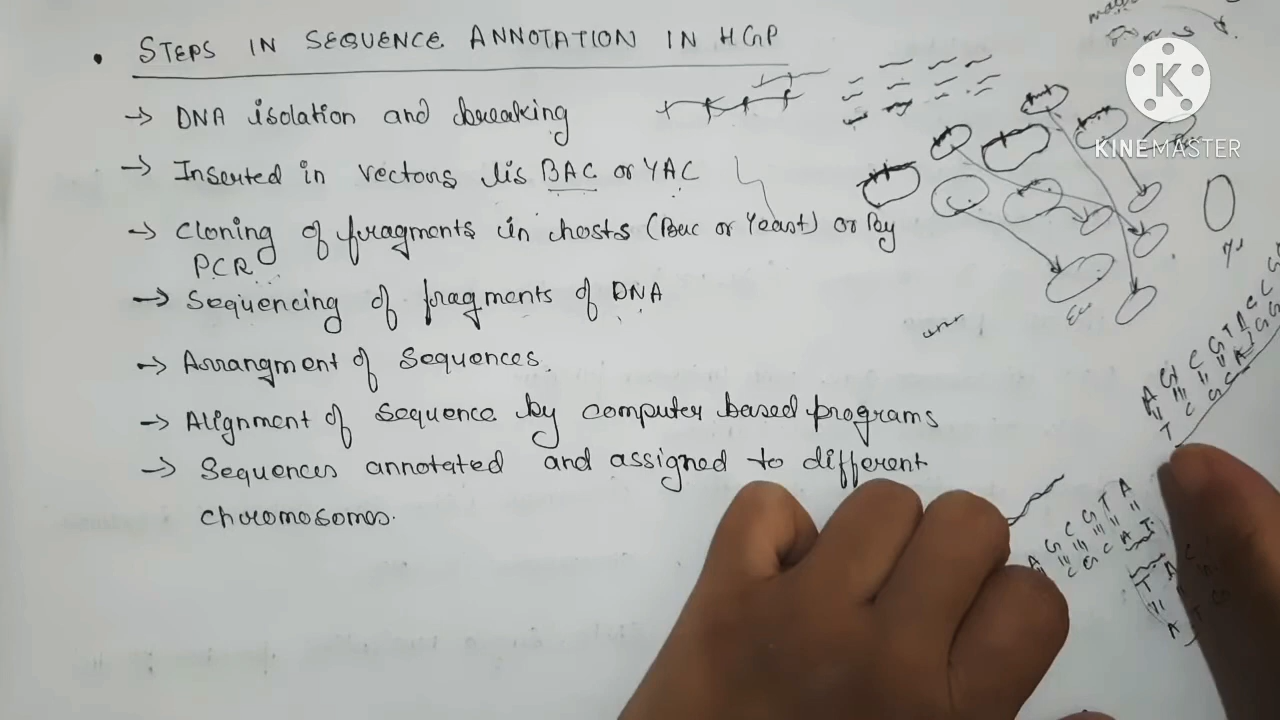 • STEPS IN SEQUENCE ANNOTATION IN HGP
→ DNA isolation and breaking
→ Inserted in vectors lis BAC or YAC
→ Cloning of fragments in hosts (Bac or Yeast) or By
PCR
→ Sequencing of fragments of DNA
→ Arrangment of Sequences.
→ Alignment of sequence by computer based programs
→ Sequences annotated and assigned to different
chromosomes.
K
KINEMASTER
A G C G T A
T C G C A T
A G C G T A
C G C A T
T A
A T